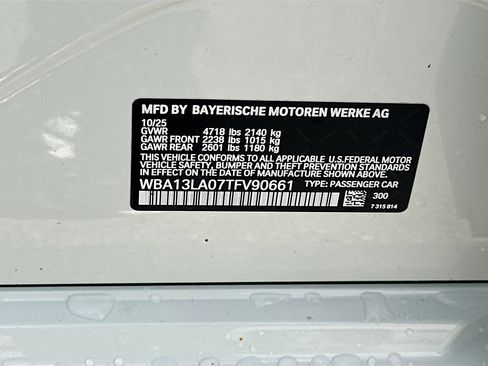 MFD BY BAYERISCHE MOTOREN WERKE AG
10/25
GVWR 4718 lbs 2140 kg
GAWR FRONT 2238 lbs 1015 kg
GAWR REAR 2601 lbs 1180 kg
THIS VEHICLE CONFORMS TO ALL APPLICABLE U.S. FEDERAL MOTOR
VEHICLE SAFETY, BUMPER AND THEFT PREVENTION STANDARDS
IN EFFECT ON THE DATE OF MANUFACTURE SHOWN ABOVE.
WBA13LA07TFV90661 TYPE: PASSENGER CAR
300
7 315 814